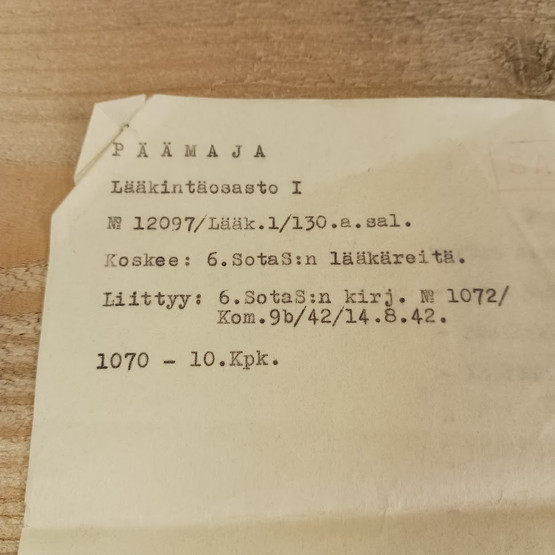 PÄÄMAJA
Lääkintäosasto I
№ 12097/Lääk.1/130.a.sal.
Koskee: 6.SotaS:n lääkäreitä.
Liittyy: 6.SotaS:n kirj. № 1072/
Kom.9b/42/14.8.42.
1070 - 10.Kpk.